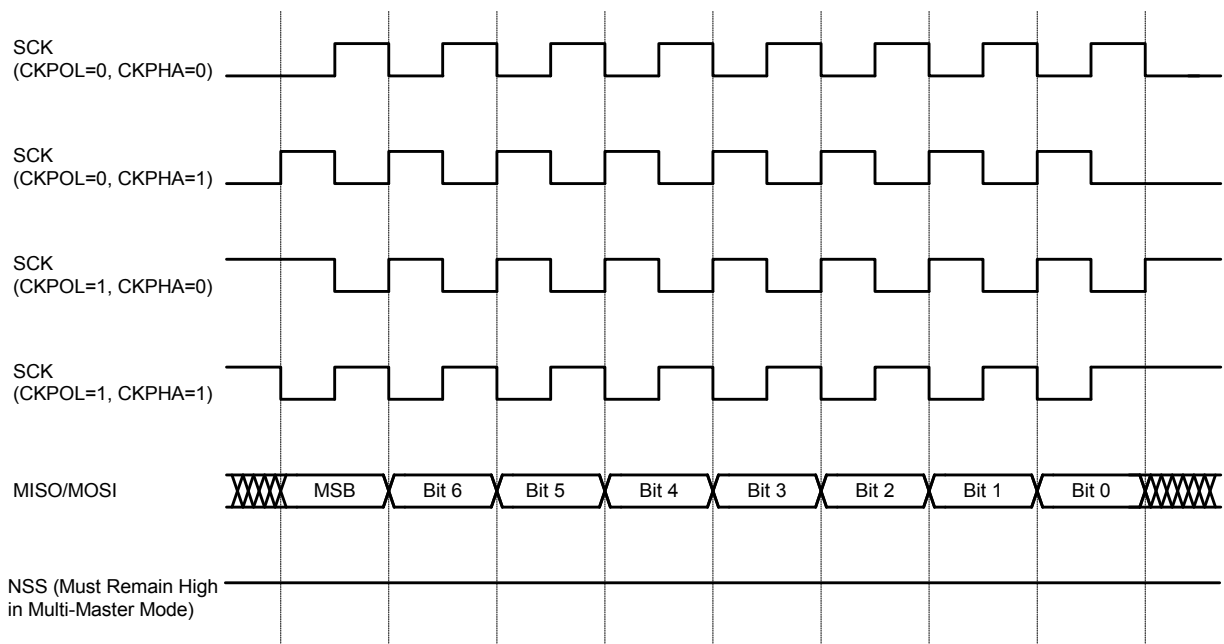 SCK
(CKPOL=0, CKPHA=0)
SCK
(CKPOL=0, CKPHA=1)
SCK
(CKPOL=1, CKPHA=0)
SCK
(CKPOL=1, CKPHA=1)
MISO/MOSI
MSB
Bit 6
Bit 5
Bit 4
Bit 3
Bit 2
Bit 1
Bit 0
NSS (Must Remain High
in Multi-Master Mode)